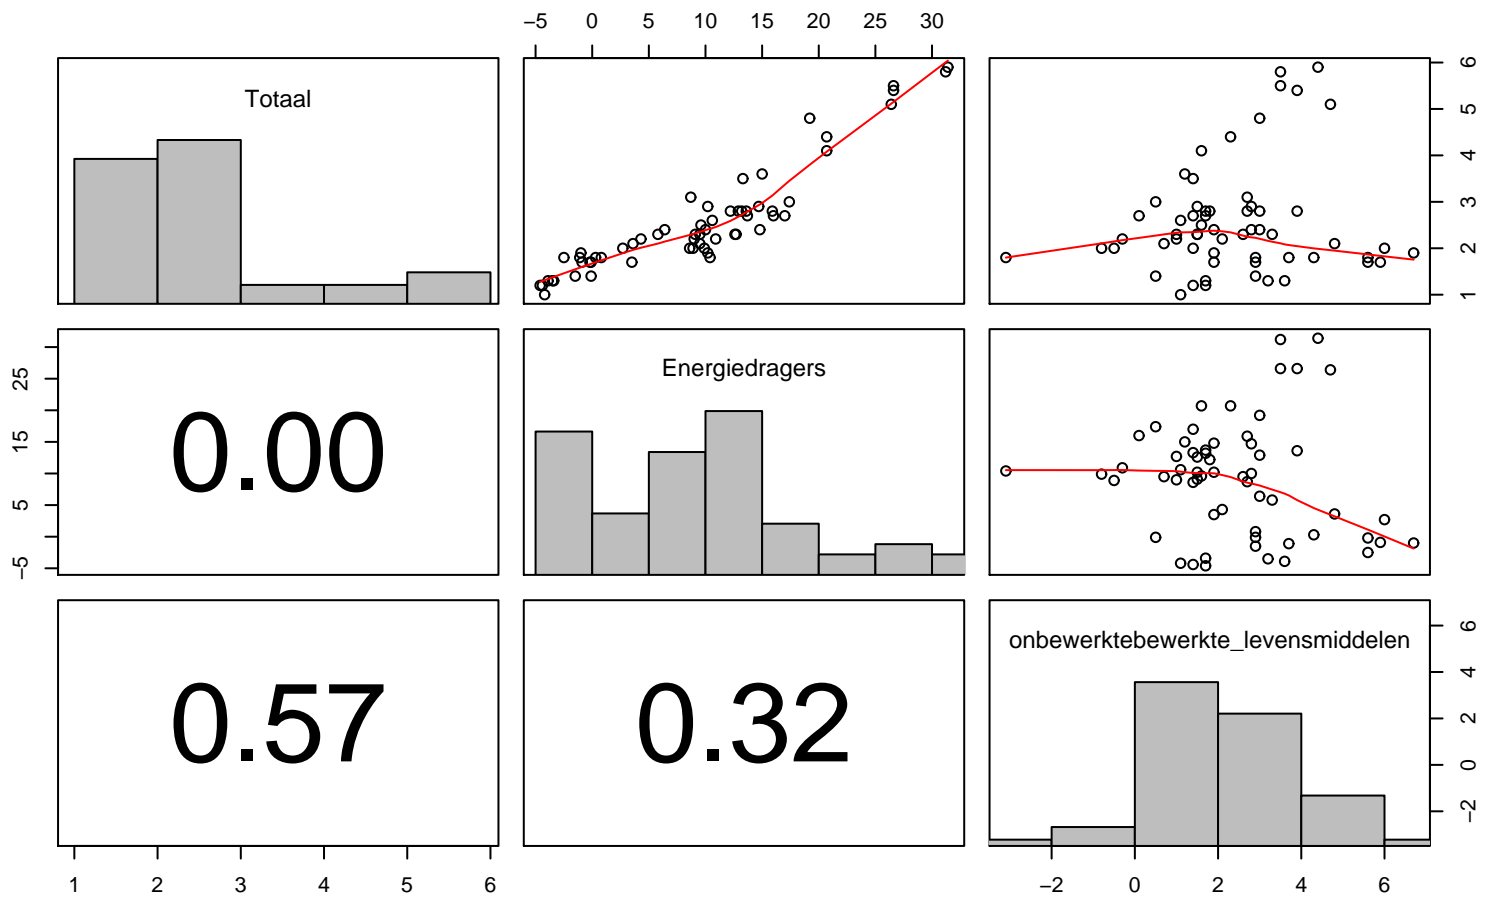 −5 0 5 10 15 20 25 30
Totaal
1 2 3 4 5 6
0.00
Energiedragers
−5 5 15 25
0.57
0.32
onbewerktebewerkte_levensmiddelen
−2 0 2 4 6
1 2 3 4 5 6
−2 0 2 4 6